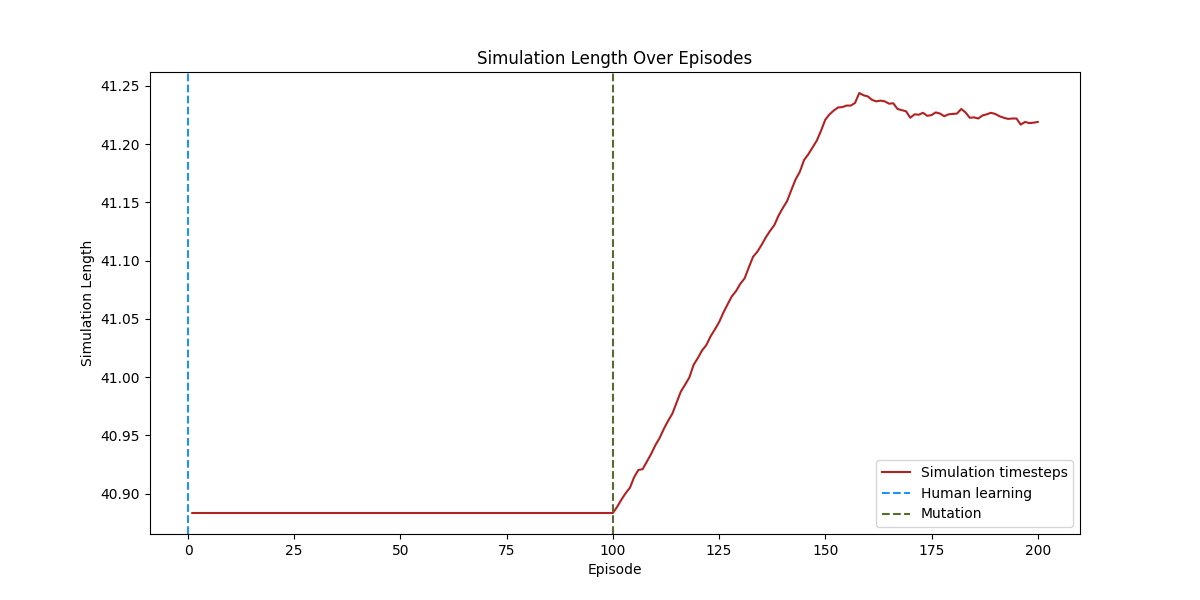 Simulation Length Over Episodes
Simulation Length
41.25
41.20
41.15
41.10
41.05
41.00
40.95
40.90
Simulation timesteps
Human learning
Mutation
0 25 50 75 100 125 150 175 200
Episode